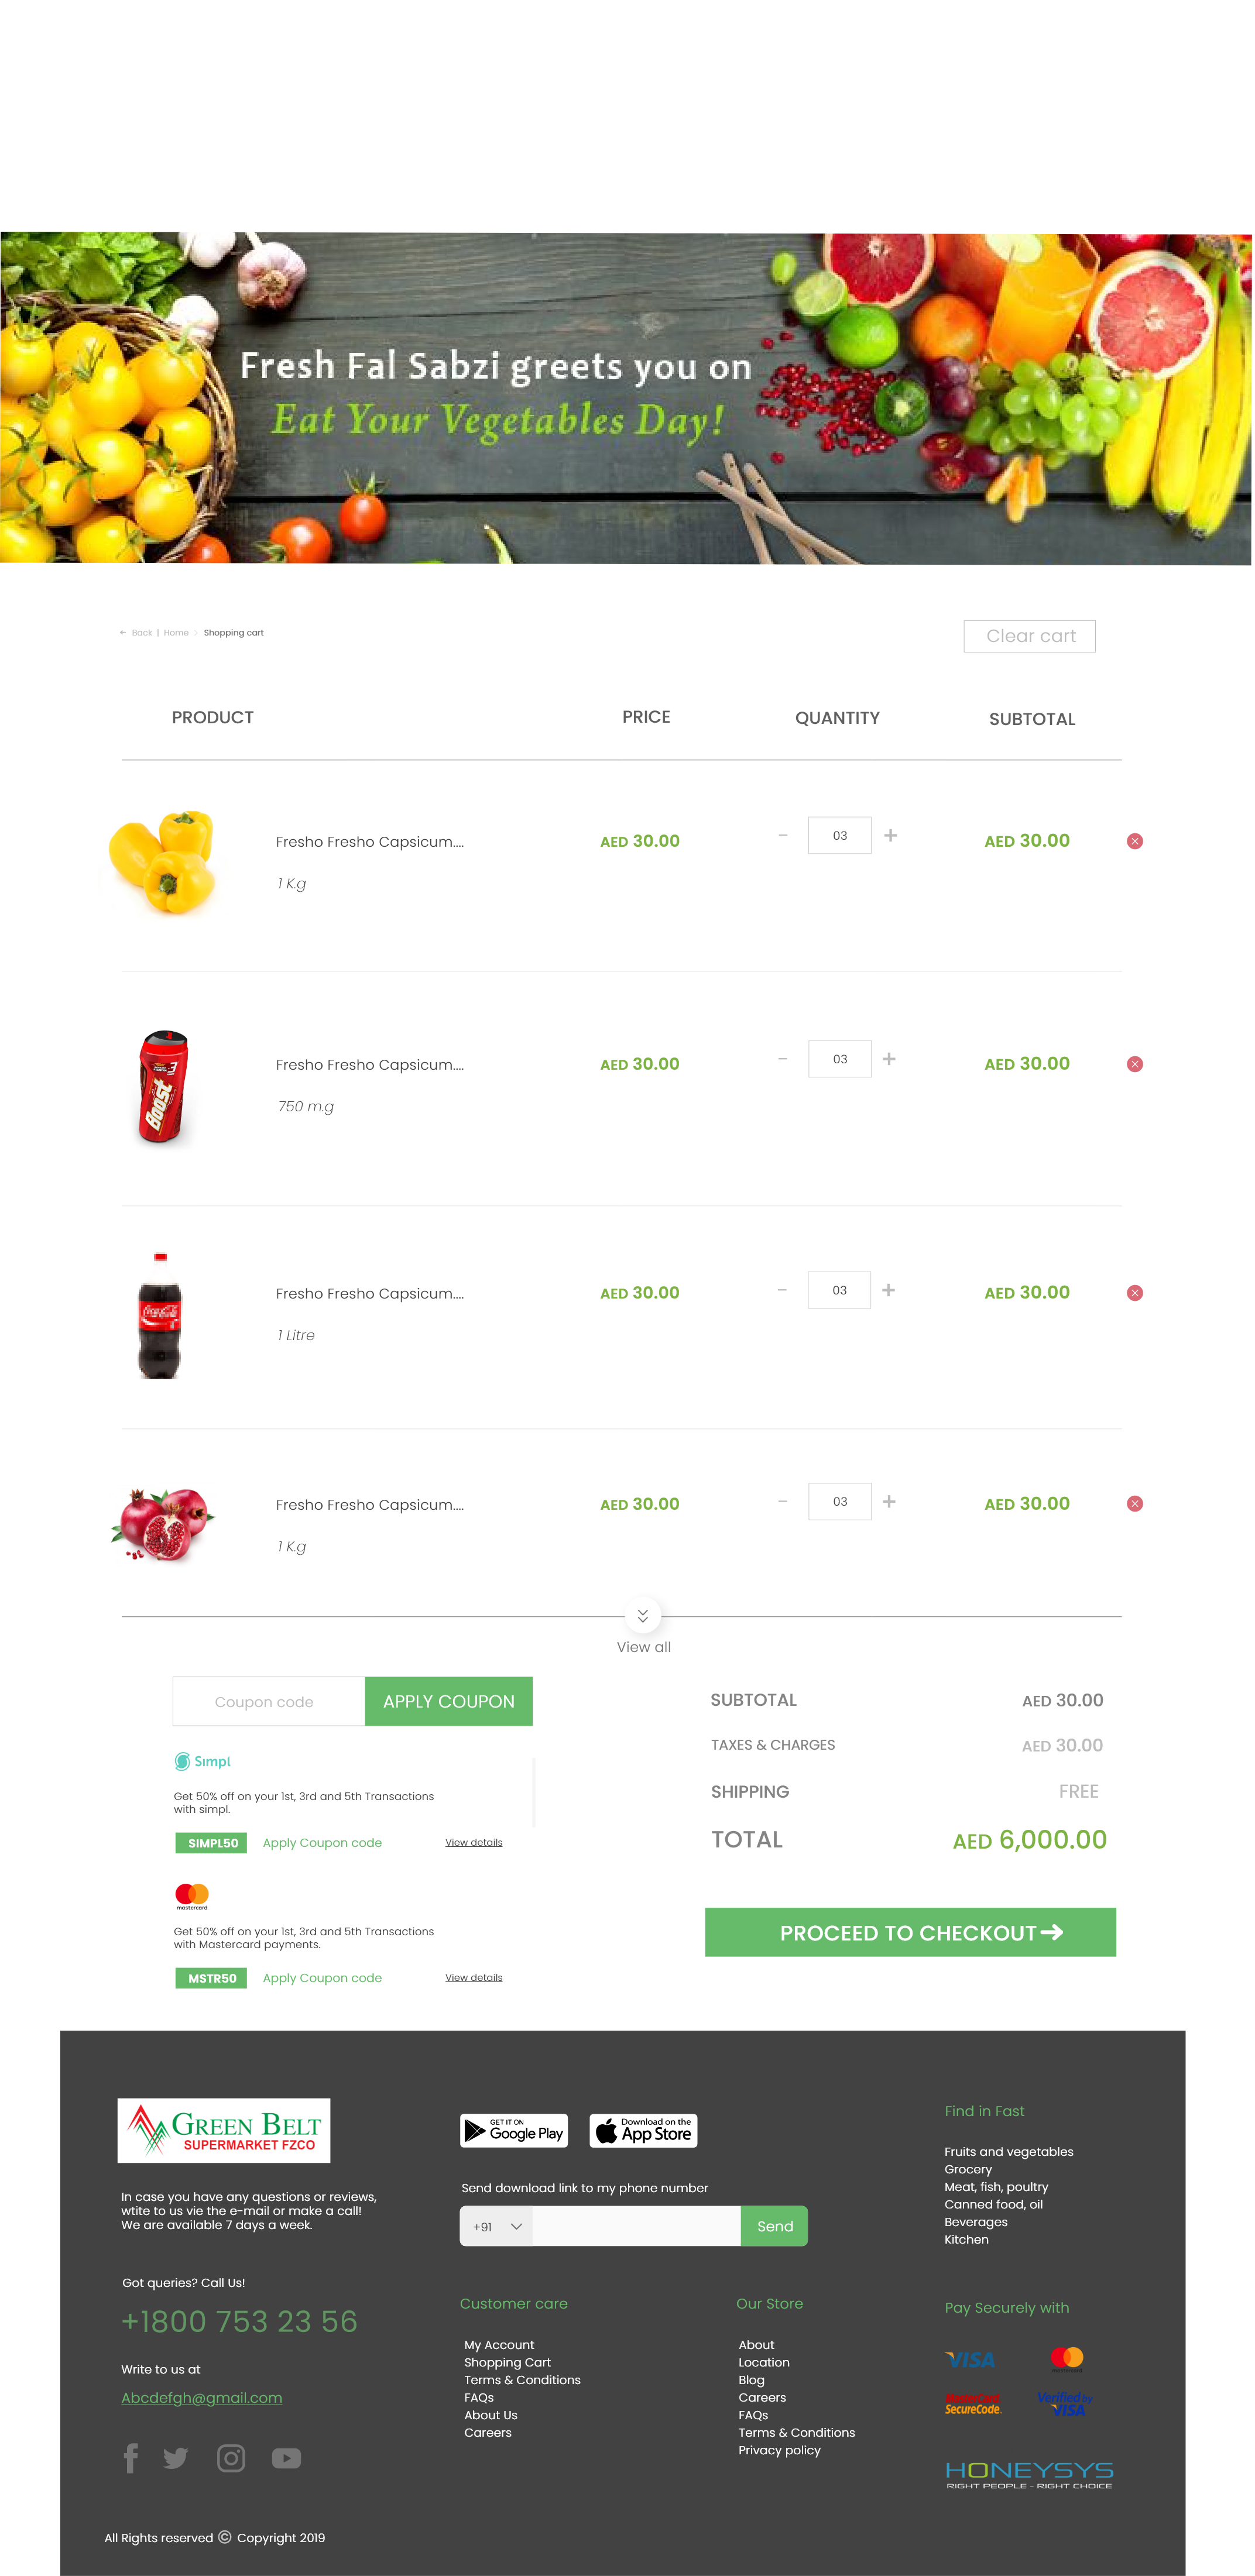 Fresh Fal Sabzi greets you on
Eat Your Vegetables Day!
Back | Home > Shopping cart
Clear cart
PRODUCT PRICE QUANTITY SUBTOTAL
Fresho Fresho Capsicum.... AED 30.00 - 03 + AED 30.00
1 K.g
Boost
3
Fresho Fresho Capsicum.... AED 30.00 - 03 + AED 30.00
750 m.g
Coca-Cola
Fresho Fresho Capsicum.... AED 30.00 - 03 + AED 30.00
1 Litre
Fresho Fresho Capsicum.... AED 30.00 - 03 + AED 30.00
1 K.g
View all
Coupon code APPLY COUPON
Simpl
Get 50% off on your 1st, 3rd and 5th Transactions
with simpl.
SIMPL50 Apply Coupon code View details
mastercard
Get 50% off on your 1st, 3rd and 5th Transactions
with Mastercard payments.
MSTR50 Apply Coupon code View details
SUBTOTAL AED 30.00
TAXES & CHARGES AED 30.00
SHIPPING FREE
TOTAL AED 6,000.00
PROCEED TO CHECKOUT
GREEN BELT
SUPERMARKET FZCO
In case you have any questions or reviews,
wtite to us vie the e-mail or make a call!
We are available 7 days a week.
Got queries? Call Us!
+1800 753 23 56
Write to us at
Abcdefgh@gmail.com
GET IT ON
Google Play
Download on the
App Store
Send download link to my phone number
+91 Send
Customer care
My Account
Shopping Cart
Terms & Conditions
FAQs
About Us
Careers
Our Store
About
Location
Blog
Careers
FAQs
Terms & Conditions
Privacy policy
Find in Fast
Fruits and vegetables
Grocery
Meat, fish, poultry
Canned food, oil
Beverages
Kitchen
Pay Securely with
VISA
mastercard
MasterCard
SecureCode.
Verified by
VISA
HONEYSYS
RIGHT PEOPLE - RIGHT CHOICE
All Rights reserved © Copyright 2019